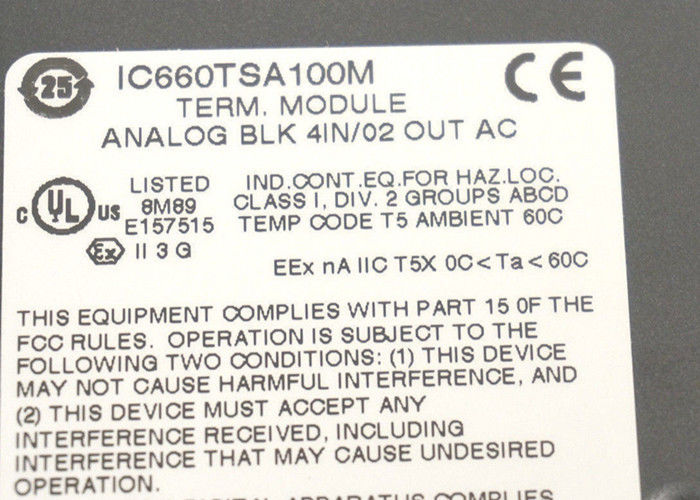 25
IC660TSA100M
CE
TERM. MODULE
ANALOG BLK 4IN/02 OUT AC
C UL US
LISTED
8M89
E157515
IND.CONT.EQ.FOR HAZ.LOC.
CLASS I, DIV. 2 GROUPS ABCD
TEMP CODE T5 AMBIENT 60C
Ex II 3 G
EEx nA IIC T5X 0C<Ta<60C
THIS EQUIPMENT COMPLIES WITH PART 15 0F THE
FCC RULES. OPERATION IS SUBJECT TO THE
FOLLOWING TWO CONDITIONS: (1) THIS DEVICE
MAY NOT CAUSE HARMFUL INTERFERENCE, AND
(2) THIS DEVICE MUST ACCEPT ANY
INTERFERENCE RECEIVED, INCLUDING
INTERFERENCE THAT MAY CAUSE UNDESIRED
OPERATION.
DIGITAL APPARATUS COMPLIES